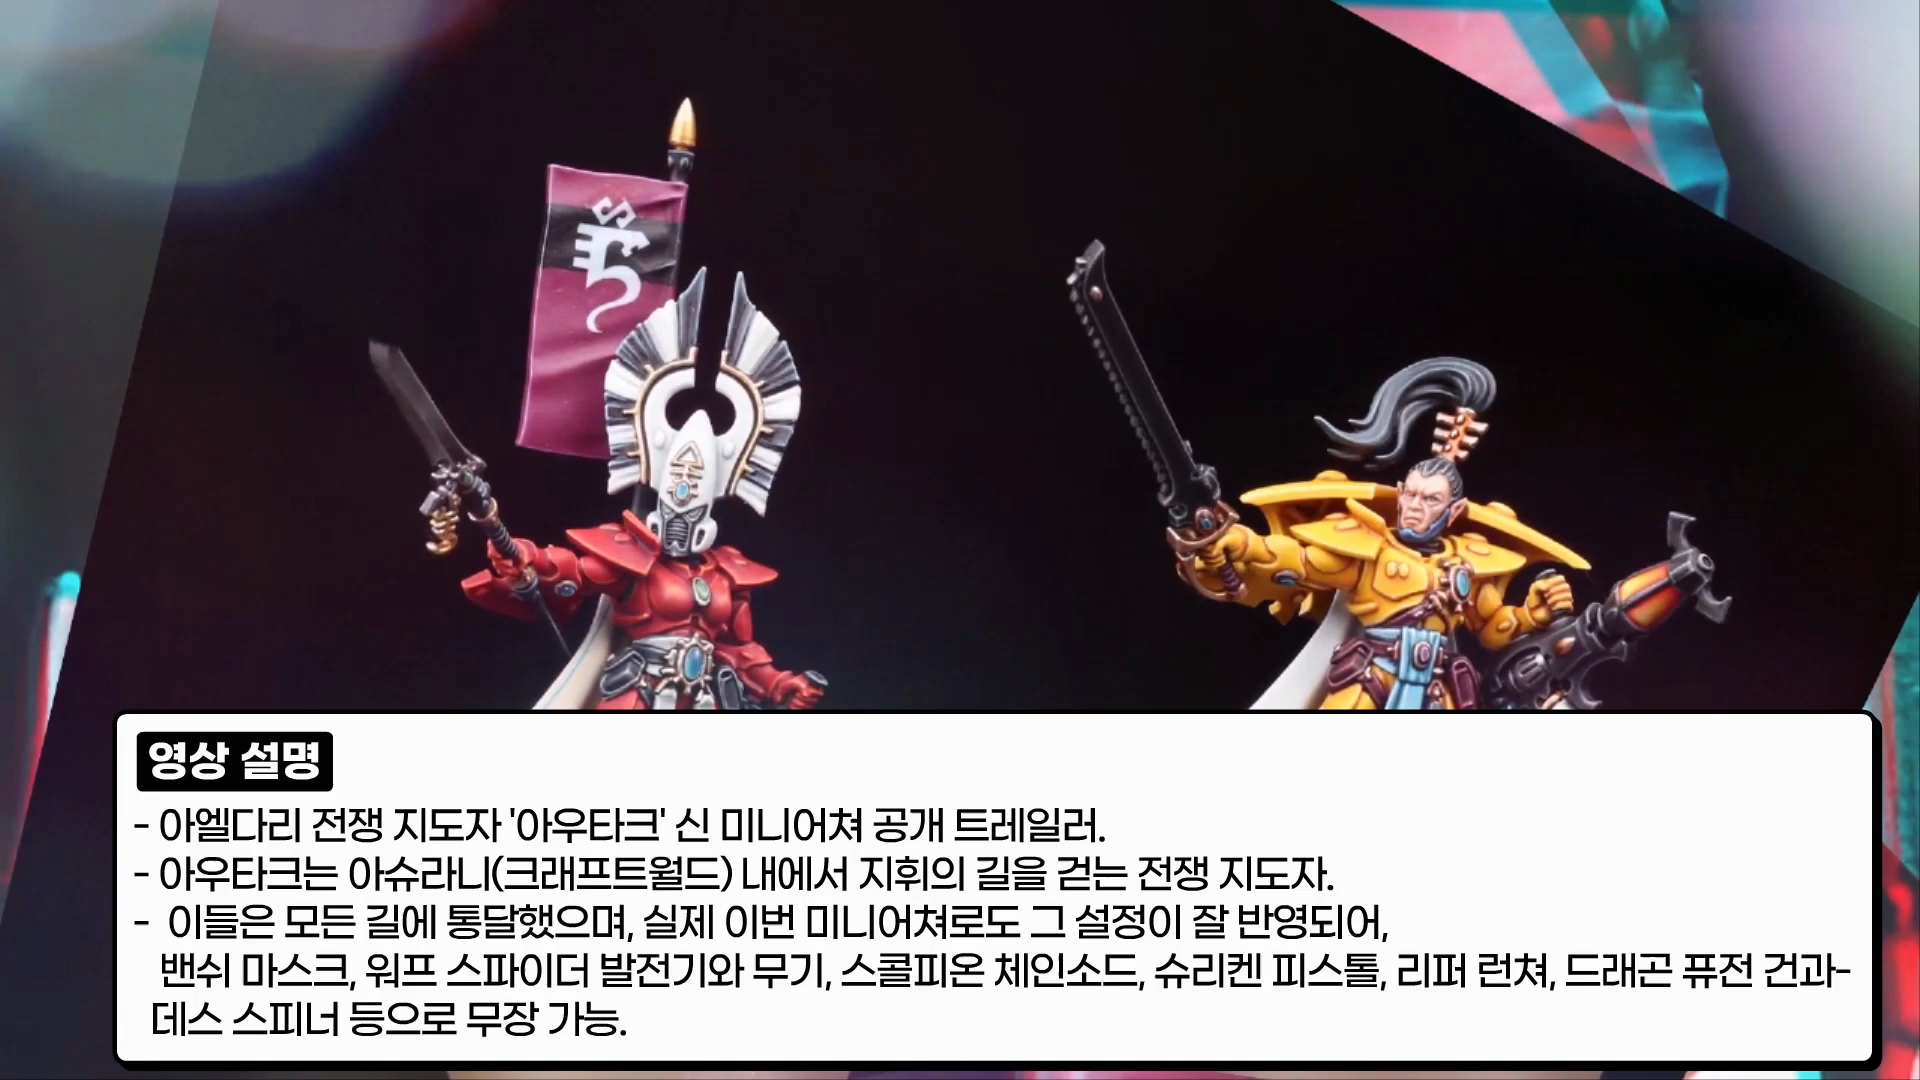 영상 설명
- 아엘다리 전쟁 지도자 '아우타크' 신 미니어쳐 공개 트레일러.
- 아우타크는 아슈라니(크래프트월드) 내에서 지휘의 길을 걷는 전쟁 지도자.
- 이들은 모든 길에 통달했으며, 실제 이번 미니어쳐로도 그 설정이 잘 반영되어,
밴쉬 마스크, 워프 스파이더 발전기와 무기, 스콜피온 체인소드, 슈리켄 피스톨, 리퍼 런쳐, 드래곤 퓨전 건과-
데스 스피너 등으로 무장 가능.